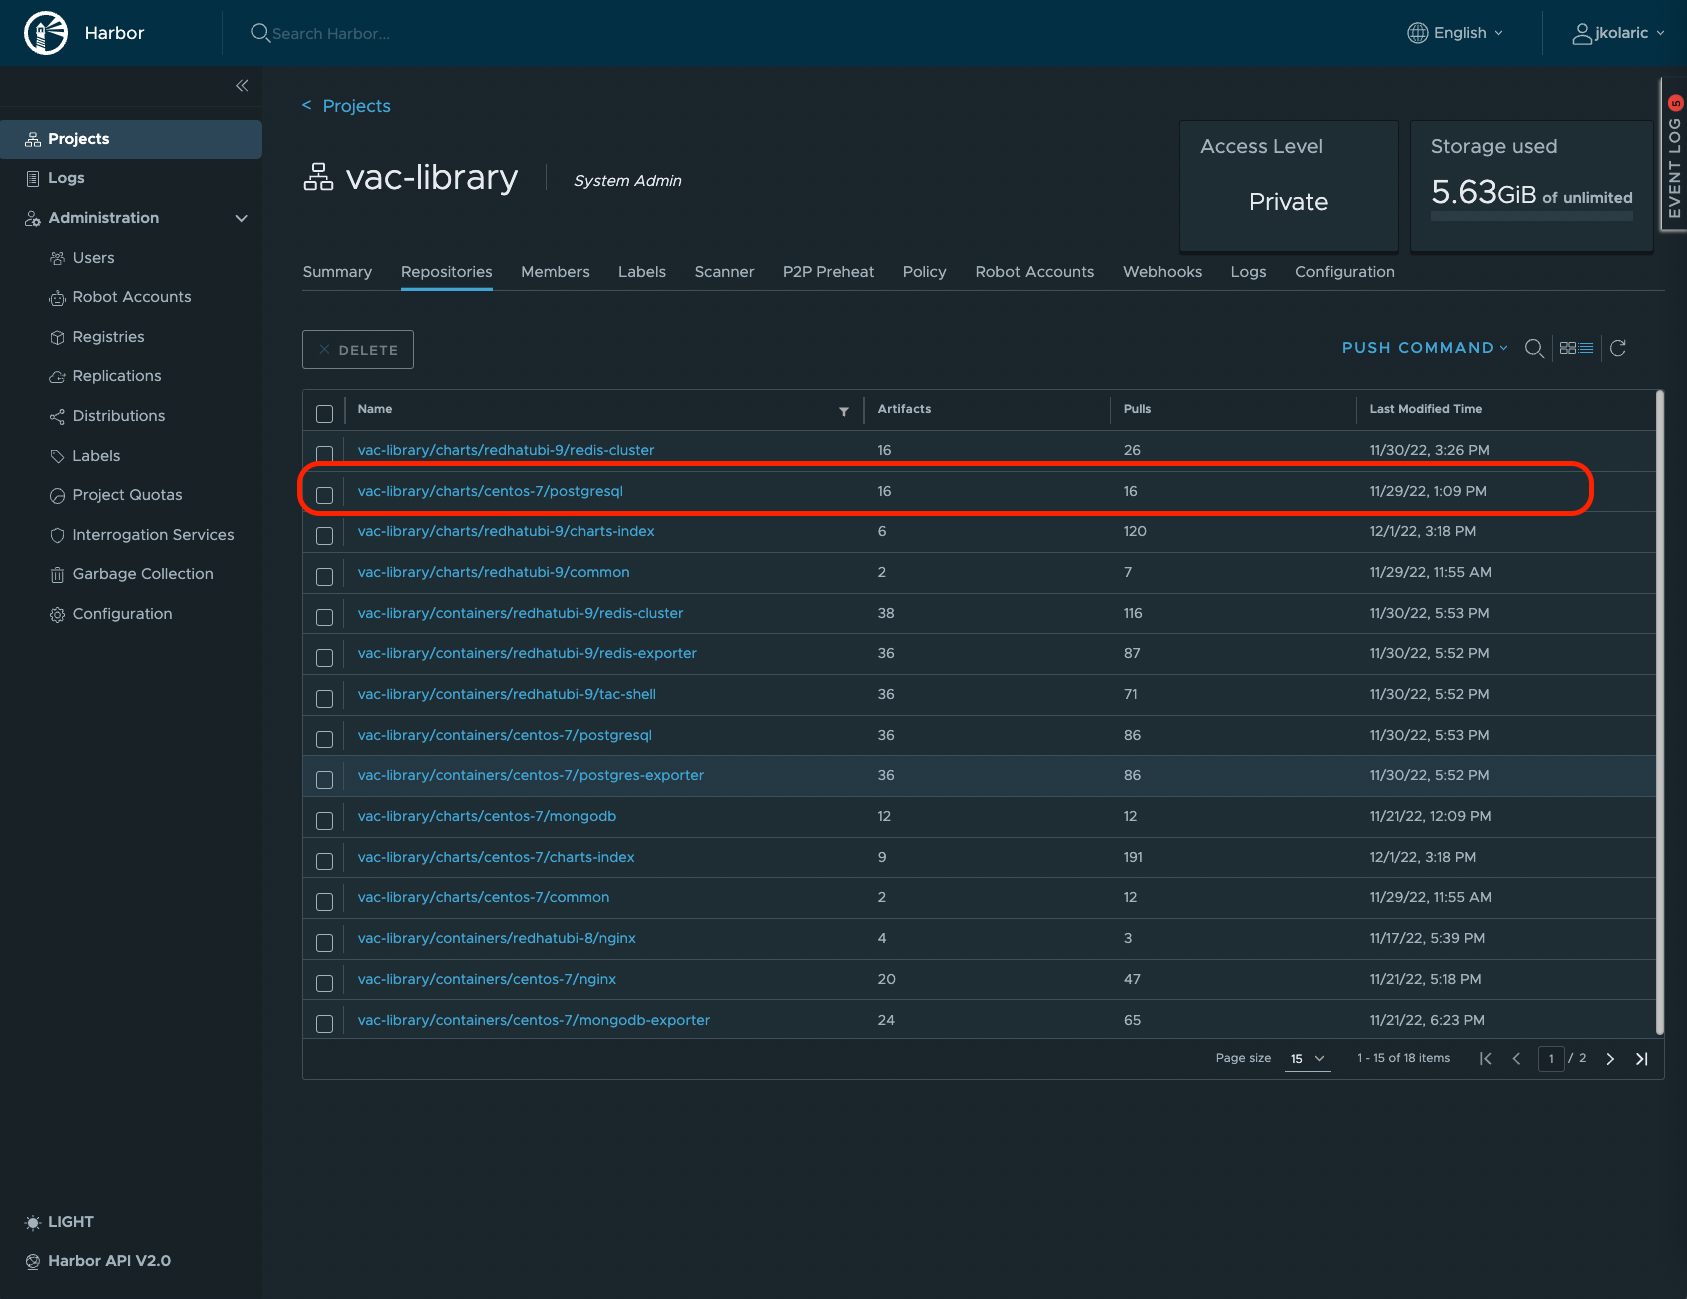 Harbor
Search Harbor...
English
jkolaric
Projects
Logs
Administration
Users
Robot Accounts
Registries
Replications
Distributions
Labels
Project Quotas
Interrogation Services
Garbage Collection
Configuration
LIGHT
Harbor API V2.0
< Projects
vac-library
System Admin
Access Level
Private
Storage used
5.63GiB of unlimited
EVENT LOG 5
Summary Repositories Members Labels Scanner P2P Preheat Policy Robot Accounts Webhooks Logs Configuration
DELETE
PUSH COMMAND
Name Artifacts Pulls Last Modified Time
vac-library/charts/redhatubi-9/redis-cluster 16 26 11/30/22, 3:26 PM
vac-library/charts/centos-7/postgresql 16 16 11/29/22, 1:09 PM
vac-library/charts/redhatubi-9/charts-index 6 120 12/1/22, 3:18 PM
vac-library/charts/redhatubi-9/common 2 7 11/29/22, 11:55 AM
vac-library/containers/redhatubi-9/redis-cluster 38 116 11/30/22, 5:53 PM
vac-library/containers/redhatubi-9/redis-exporter 36 87 11/30/22, 5:52 PM
vac-library/containers/redhatubi-9/tac-shell 36 71 11/30/22, 5:52 PM
vac-library/containers/centos-7/postgresql 36 86 11/30/22, 5:53 PM
vac-library/containers/centos-7/postgres-exporter 36 86 11/30/22, 5:52 PM
vac-library/charts/centos-7/mongodb 12 12 11/21/22, 12:09 PM
vac-library/charts/centos-7/charts-index 9 191 12/1/22, 3:18 PM
vac-library/charts/centos-7/common 2 12 11/29/22, 11:55 AM
vac-library/containers/redhatubi-8/nginx 4 3 11/17/22, 5:39 PM
vac-library/containers/centos-7/nginx 20 47 11/21/22, 5:18 PM
vac-library/containers/centos-7/mongodb-exporter 24 65 11/21/22, 6:23 PM
Page size 15 1 - 15 of 18 items 1 / 2